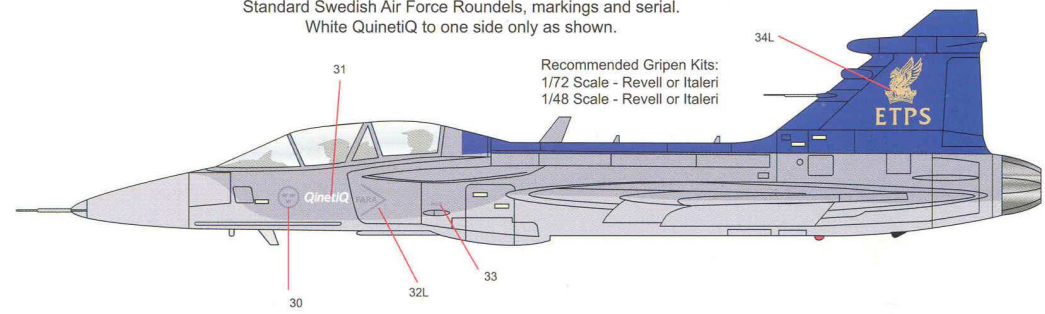 Standard Swedish Air Force Roundels, markings and serial.
White QuinetiQ to one side only as shown.
34L
Recommended Gripen Kits:
1/72 Scale - Revell or Italeri
1/48 Scale - Revell or Italeri
31
ETPS
QinetiQ
FARA
33
32L
30